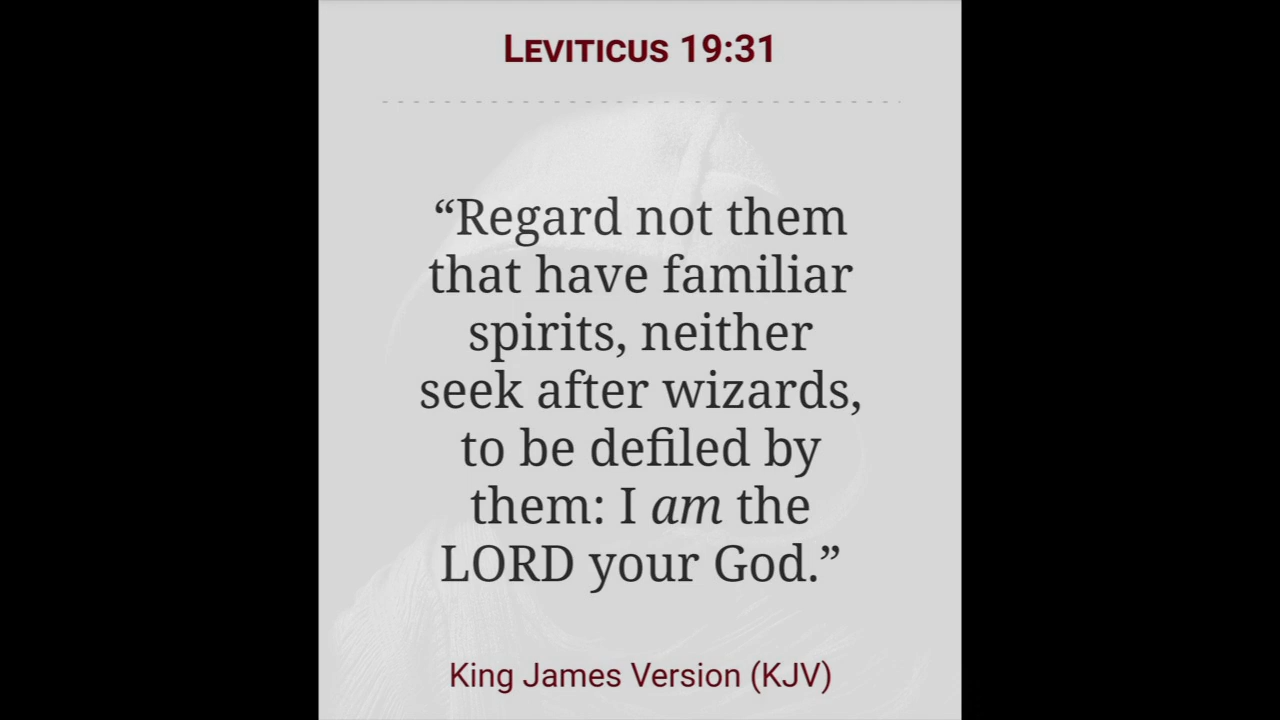 LEVITICUS 19:31
“Regard not them
that have familiar
spirits, neither
seek after wizards,
to be defiled by
them: I am the
LORD your God.”
King James Version (KJV)